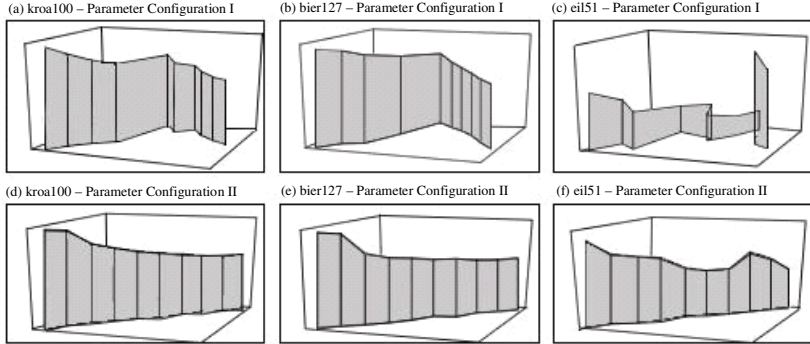 (a) kroa100 – Parameter Configuration I
(b) bier127 – Parameter Configuration I
(c) eil51 – Parameter Configuration I
(d) kroa100 – Parameter Configuration II
(e) bier127 – Parameter Configuration II
(f) eil51 – Parameter Configuration II